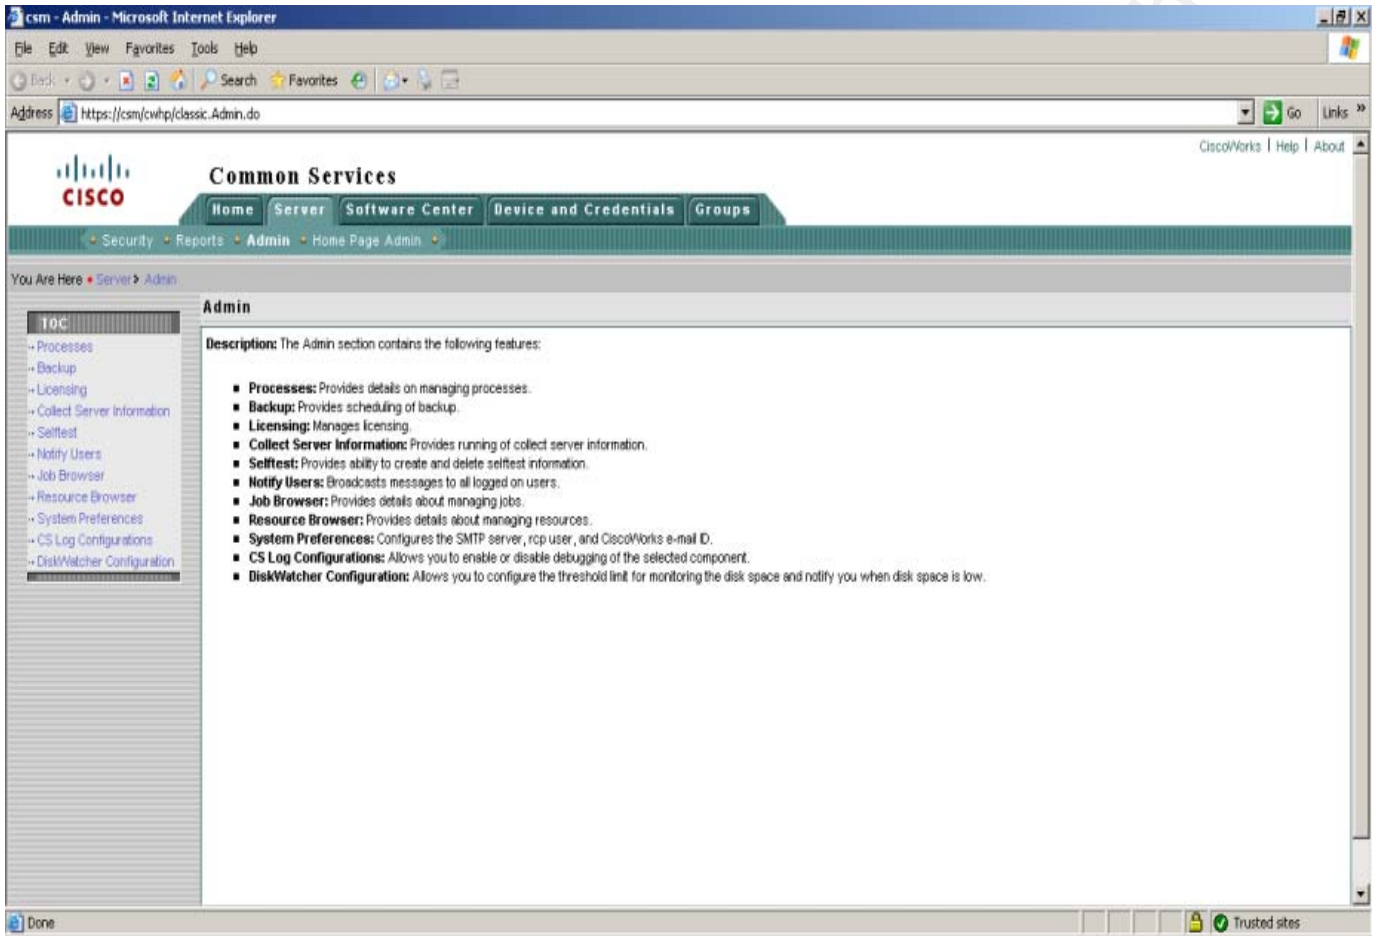 csm - Admin - Microsoft Internet Explorer
File Edit View Favorites Tools Help
Back Search Favorites
Address https://csm/cwhp/classic.Admin.do Go Links »
CiscoWorks | Help | About
CISCO
Common Services
Home Server Software Center Device and Credentials Groups
Security Reports Admin Home Page Admin
You Are Here Server > Admin
TOC
Processes
Backup
Licensing
Collect Server Information
Selftest
Notify Users
Job Browser
Resource Browser
System Preferences
CS Log Configurations
DiskWatcher Configuration
Admin
Description: The Admin section contains the following features:
Processes: Provides details on managing processes.
Backup: Provides scheduling of backup.
Licensing: Manages licensing.
Collect Server Information: Provides running of collect server information.
Selftest: Provides ability to create and delete selftest information.
Notify Users: Broadcasts messages to all logged on users.
Job Browser: Provides details about managing jobs.
Resource Browser: Provides details about managing resources.
System Preferences: Configures the SMTP server, rcp user, and CiscoWorks e-mail ID.
CS Log Configurations: Allows you to enable or disable debugging of the selected component.
DiskWatcher Configuration: Allows you to configure the threshold limit for monitoring the disk space and notify you when disk space is low.
Done
Trusted sites